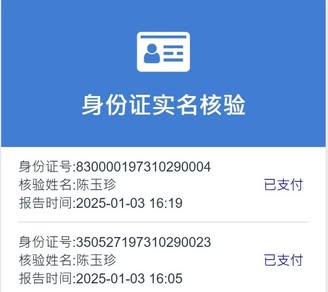 身份证实名核验
身份证号:830000197310290004
核验姓名:陈玉珍
已支付
报告时间:2025-01-03 16:19
身份证号:350527197310290023
核验姓名:陈玉珍
已支付
报告时间:2025-01-03 16:05